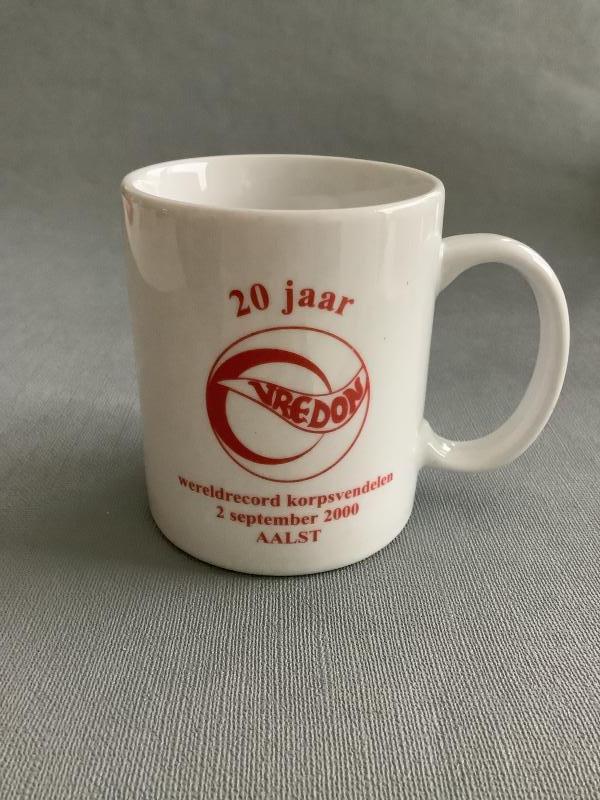 20 jaar
VREDON
wereldrecord korpsvendelen
2 september 2000
AALST